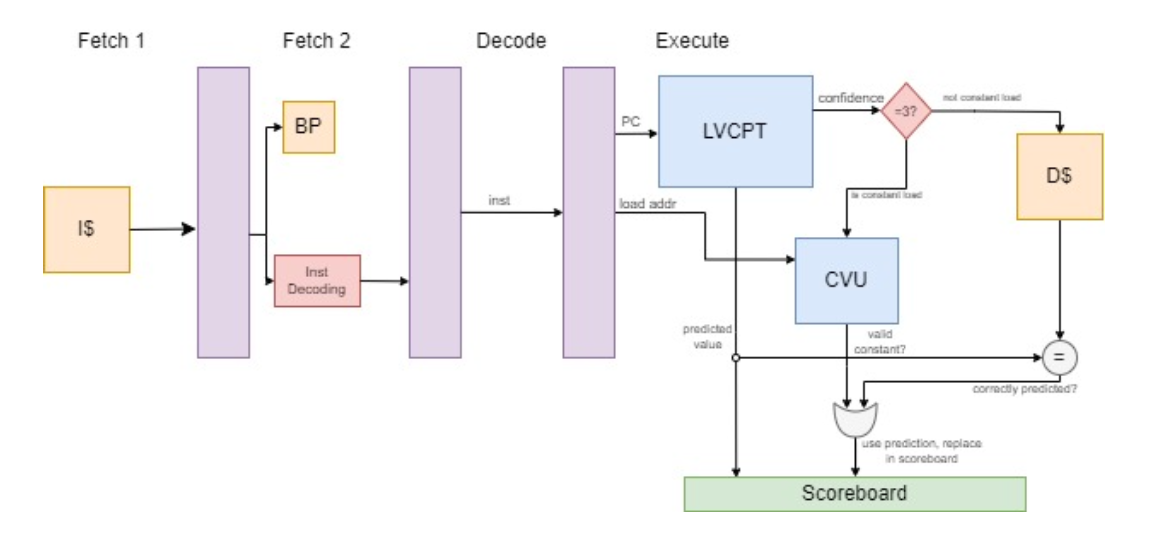 Fetch 1
Fetch 2
Decode
Execute
I$
BP
Inst
Decoding
inst
PC
load addr
LVCPT
confidence
=3?
not constant load
is constant load
D$
CVU
predicted
value
valid
constant?
=
correctly predicted?
use prediction, replace
in scoreboard
Scoreboard